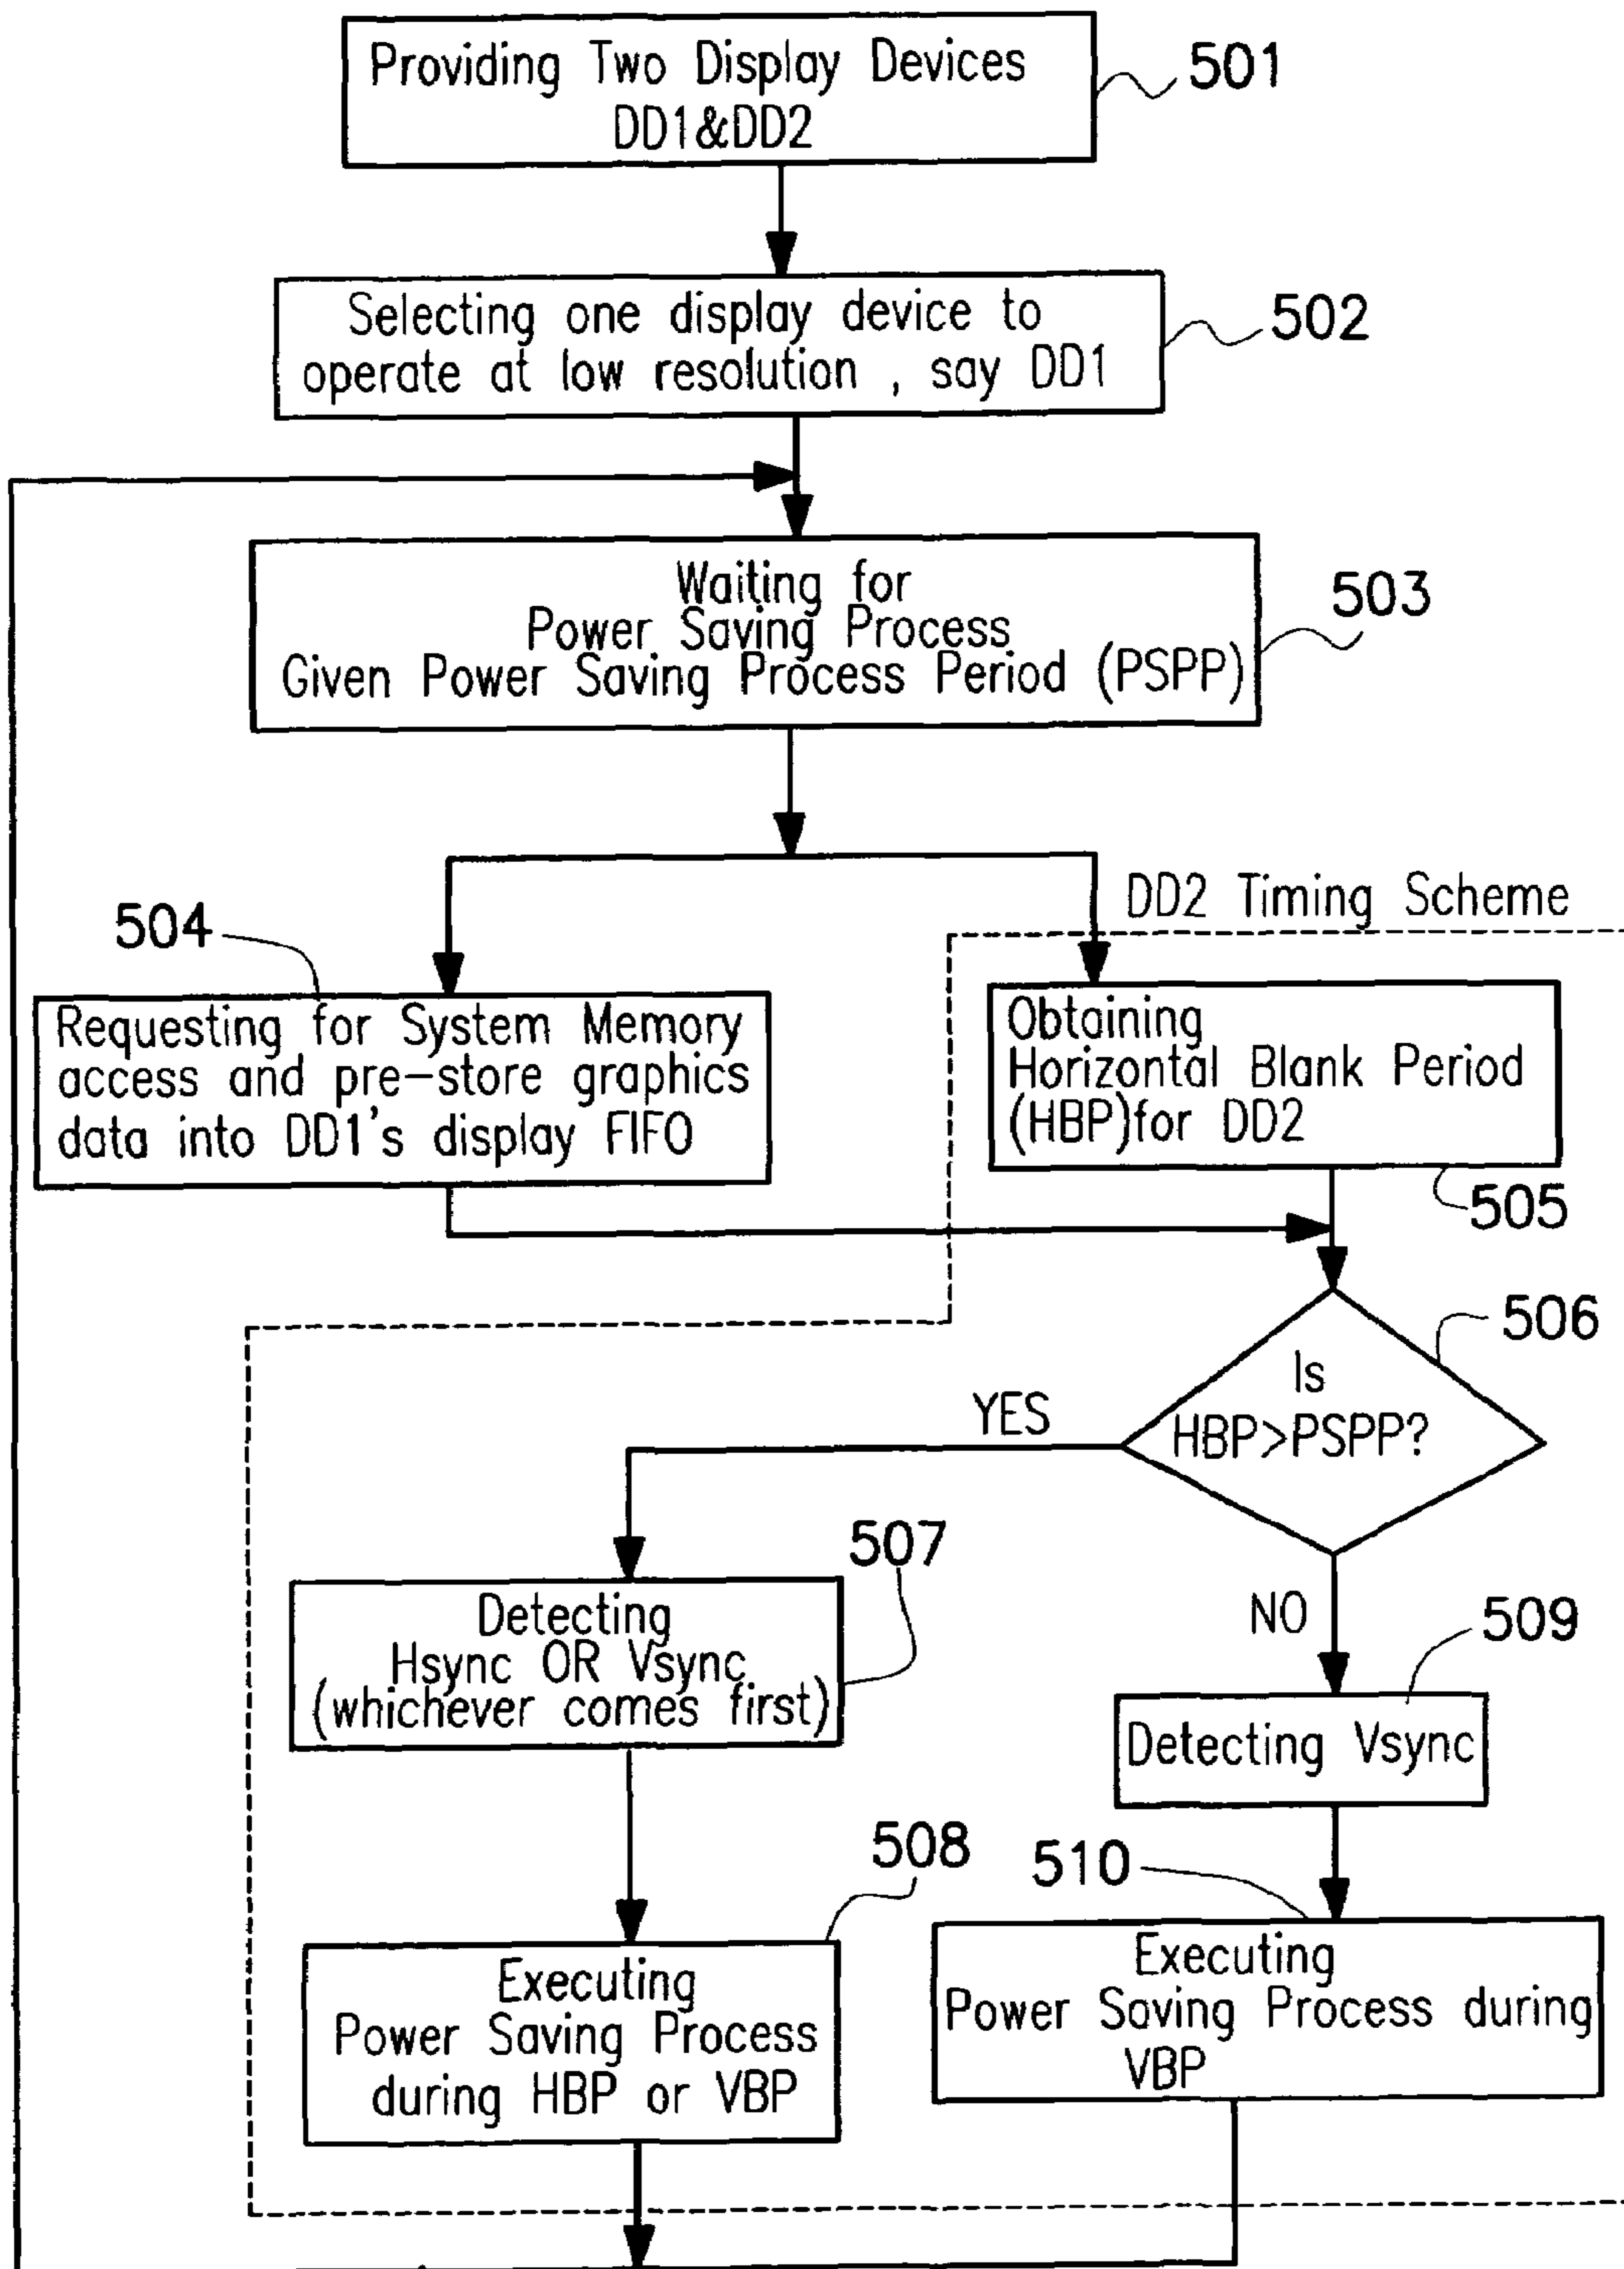 Providing Two Display Devices
DD1&DD2
501
Selecting one display device to
operate at low resolution , say DD1
502
Waiting for
Power Saving Process
Given Power Saving Process Period (PSPP)
503
DD2 Timing Scheme
504
Requesting for System Memory
access and pre-store graphics
data into DD1's display FIFO
Obtaining
Horizontal Blank Period
(HBP)for DD2
505
506
Is
HBP>PSPP?
YES
NO
507
Detecting
Hsync OR Vsync
(whichever comes first)
509
Detecting Vsync
508
Executing
Power Saving Process
during HBP or VBP
510
Executing
Power Saving Process during
VBP